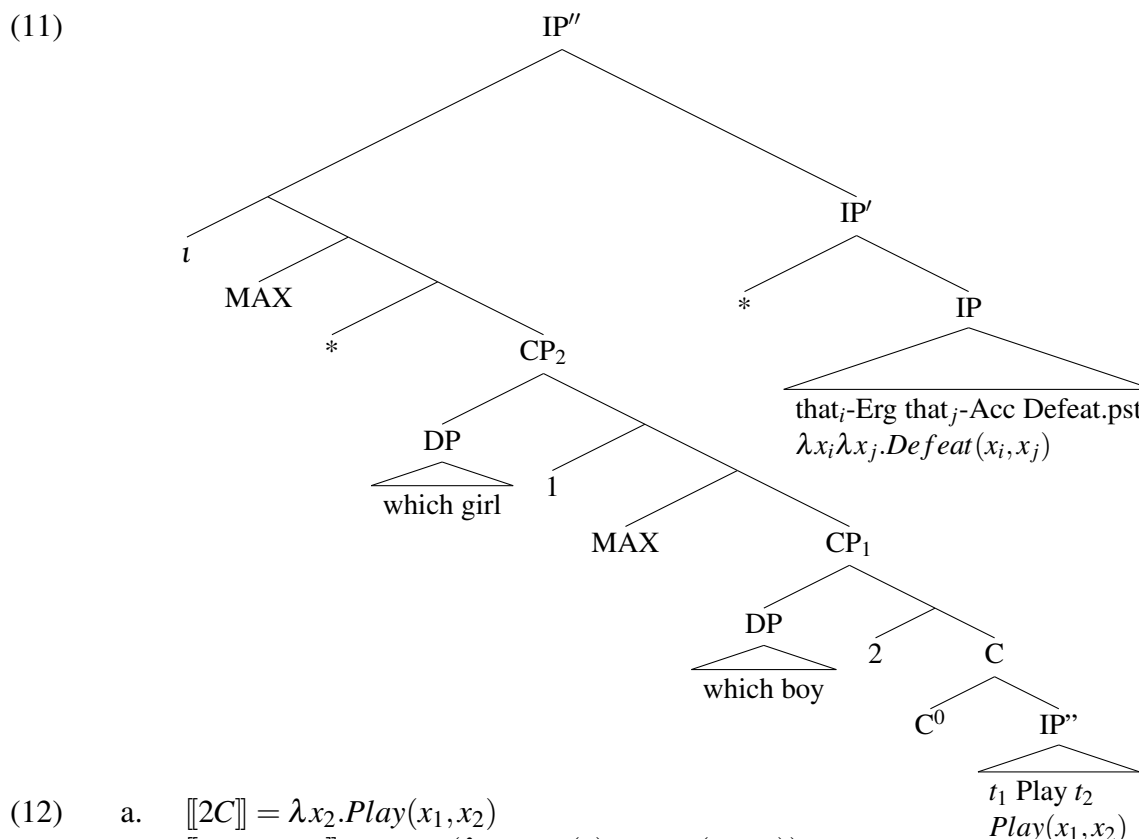 (11)
IP″
ι
IP′
MAX
*
IP
*
CP₂
that_i-Erg that_j-Acc Defeat.pst
λx_iλx_j.Defeat(x_i,x_j)
DP
which girl
1
MAX
CP₁
DP
which boy
2
C
C⁰
IP”
t₁ Play t₂
Play(x₁,x₂)
(12) a. ⟦2C⟧ = λx₂.Play(x₁,x₂)